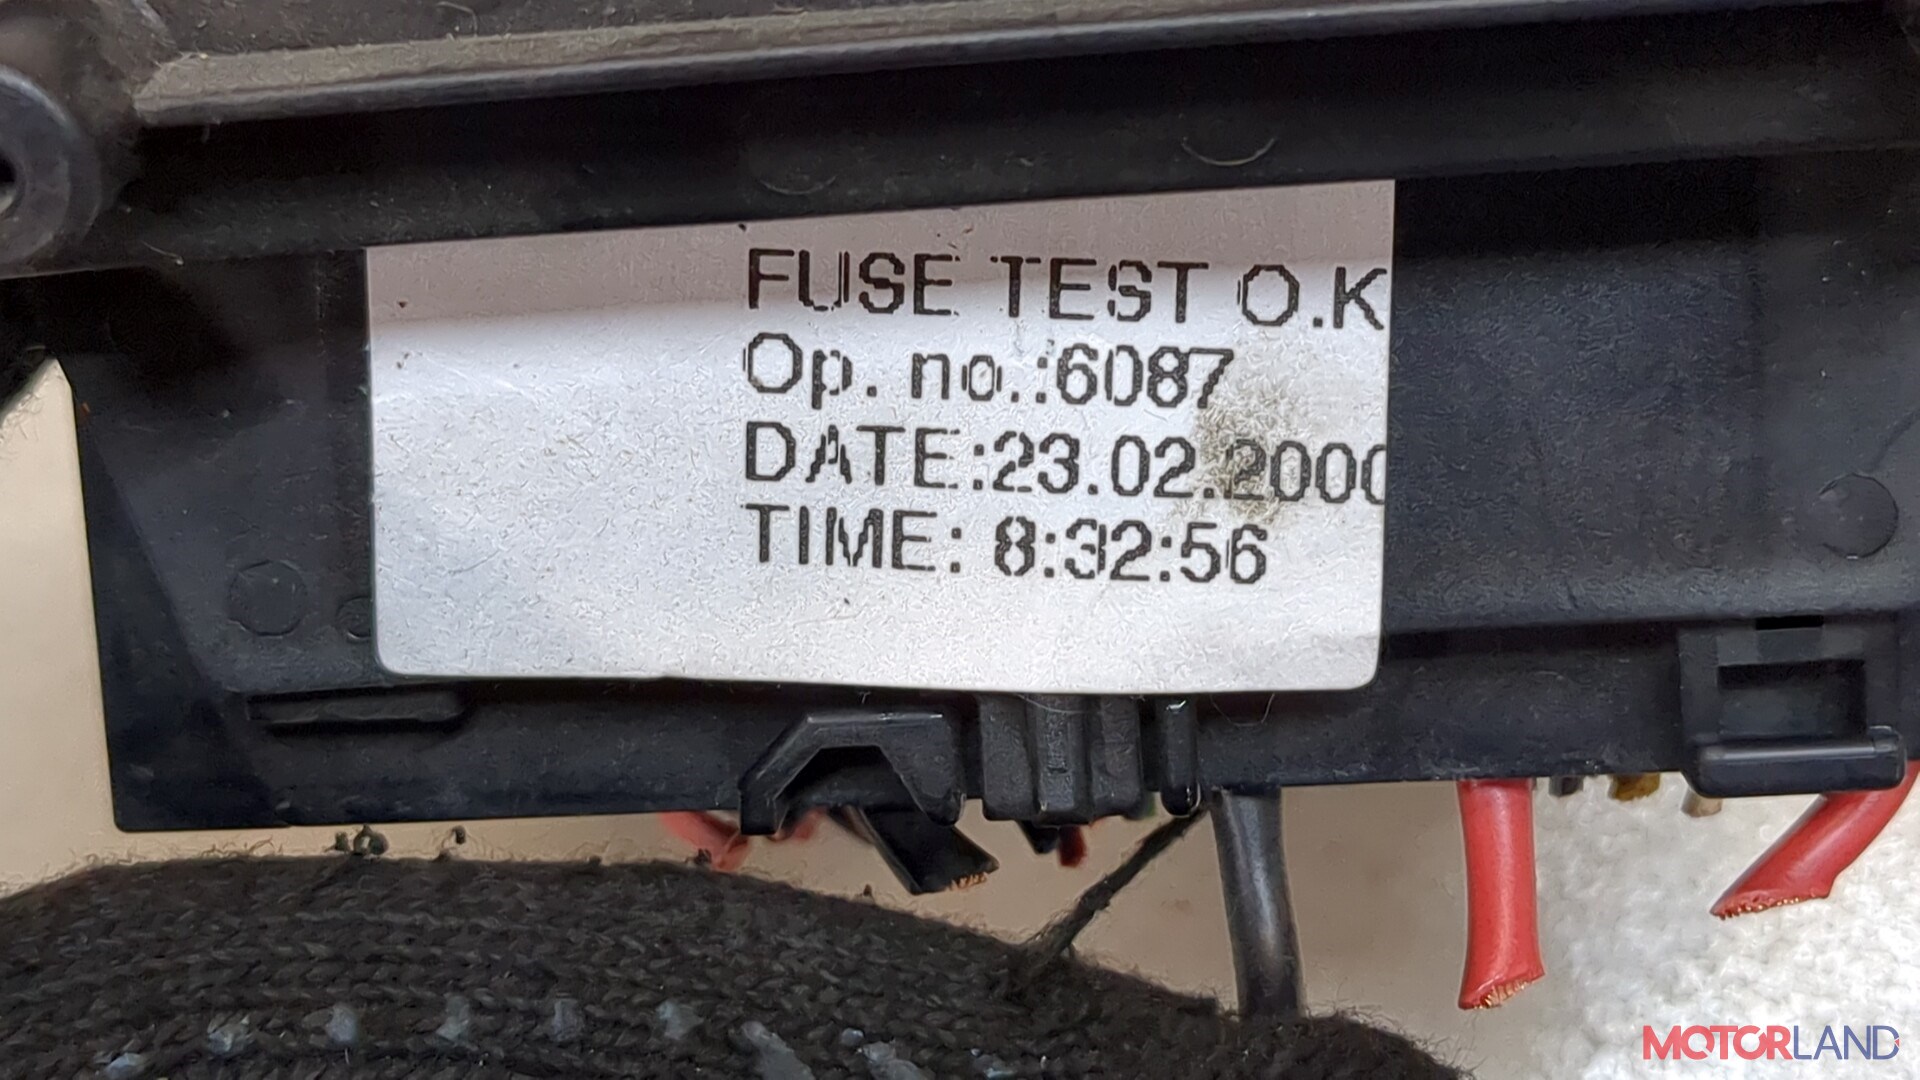 FUSE TEST O.K
Op. no.:6087
DATE:23.02.2000
TIME: 8:32:56
MOTORLAND